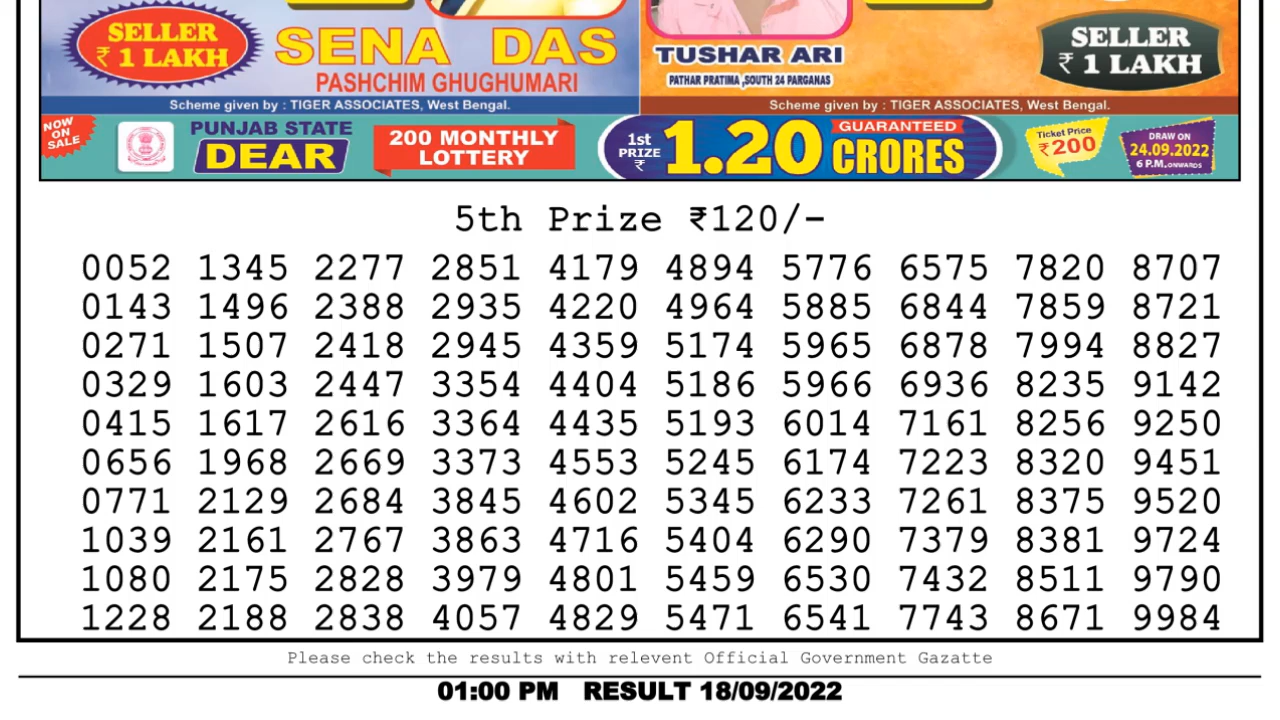 SELLER
₹ 1 LAKH
SENA DAS
PASHCHIM GHUGHUMARI
TUSHAR ARI
PATHAR PRATIMA ,SOUTH 24 PARGANAS
SELLER
₹ 1 LAKH
Scheme given by : TIGER ASSOCIATES, West Bengal.
Scheme given by : TIGER ASSOCIATES, West Bengal.
NOW
ON
SALE
PUNJAB STATE
DEAR
200 MONTHLY
LOTTERY
1st
PRIZE
₹
1.20
GUARANTEED
CRORES
Ticket Price
₹200
DRAW ON
24.09.2022
6 P.M. ONWARDS
5th Prize ₹120/-
0052 1345 2277 2851 4179 4894 5776 6575 7820 8707
0143 1496 2388 2935 4220 4964 5885 6844 7859 8721
0271 1507 2418 2945 4359 5174 5965 6878 7994 8827
0329 1603 2447 3354 4404 5186 5966 6936 8235 9142
0415 1617 2616 3364 4435 5193 6014 7161 8256 9250
0656 1968 2669 3373 4553 5245 6174 7223 8320 9451
0771 2129 2684 3845 4602 5345 6233 7261 8375 9520
1039 2161 2767 3863 4716 5404 6290 7379 8381 9724
1080 2175 2828 3979 4801 5459 6530 7432 8511 9790
1228 2188 2838 4057 4829 5471 6541 7743 8671 9984
Please check the results with relevent Official Government Gazatte
01:00 PM RESULT 18/09/2022